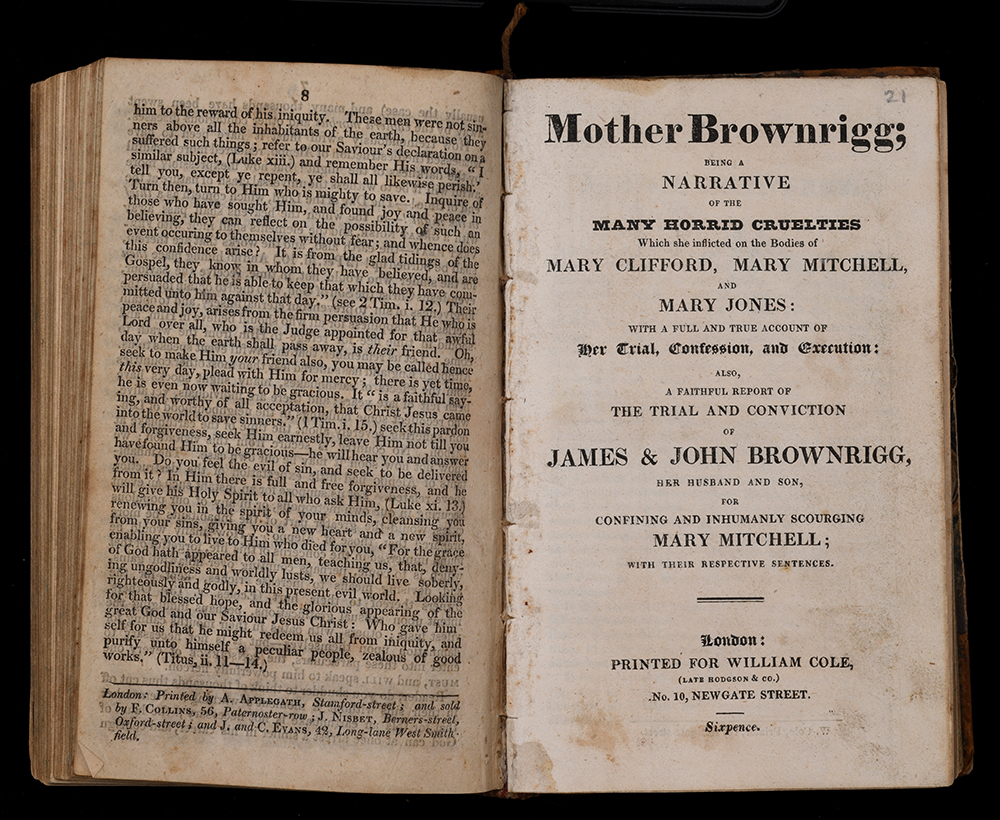 8
him to the reward of his iniquity. These men were not sin-
ners above all the inhabitants of the earth, because they
suffered such things; refer to our Saviour's declaration on a
similar subject, (Luke xiii.) and remember His words, "I
tell you, except ye repent, ye shall all likewise perish.'
Turn then, turn to Him who is mighty to save. Inquire of
those who have sought Him, and found joy and peace in
believing, they can reflect on the possibility of such an
event occuring to themselves without fear; and whence does
this confidence arise? It is from the glad tidings of the
Gospel, they know in whom they have believed, and are
persuaded that he is able to keep that which they have com-
mitted unto him against that day." (see 2 Tim. i. 12.) Their
peace and joy, arises from the firm persuasion that He who is
Lord over all, who is the Judge appointed for that awful
day when the earth shall pass away, is their friend. Oh,
seek to make Him your friend also, you may be called hence
this very day, plead with Him for mercy; there is yet time,
he is even now waiting to be gracious. It "is a faithful say-
ing, and worthy of all acceptation, that Christ Jesus came
into the world to save sinners." (1 Tim. i. 15.) seek this pardon
and forgiveness, seek Him earnestly, leave Him not till you
have found Him to be gracious—he will hear you and answer
you. Do you feel the evil of sin, and seek to be delivered
from it? In Him there is full and free forgiveness, and he
will give his Holy Spirit to all who ask Him, (Luke xi. 13.)
renewing you in the spirit of your minds, cleansing you
from your sins, giving you a new heart and a new spirit,
enabling you to live to Him who died for you, "For the grace
of God hath appeared to all men, teaching us, that, deny-
ing ungodliness and worldly lusts, we should live soberly,
righteously and godly, in this present evil world. Looking
for that blessed hope, and the glorious appearing of the
great God and our Saviour Jesus Christ: Who gave him
self for us that he might redeem us all from iniquity, and
purify unto himself a peculiar people, zealous of good
works." (Titus, ii. 11—14.)
London: Printed by A. APPLEGATH, Stamford-street; and sold
by F. COLLINS, 56, Paternoster-row; J. NISBET, Berners-street,
Oxford-street; and J. and C. EVANS, 42, Long-lane West Smith
field.
21
Mother Brownrigg;
BEING A
NARRATIVE
OF THE
MANY HORRID CRUELTIES
Which she inflicted on the Bodies of
MARY CLIFFORD, MARY MITCHELL,
AND
MARY JONES:
WITH A FULL AND TRUE ACCOUNT OF
Her Trial, Confession, and Execution:
ALSO,
A FAITHFUL REPORT OF
THE TRIAL AND CONVICTION
OF
JAMES & JOHN BROWNRIGG,
HER HUSBAND AND SON,
FOR
CONFINING AND INHUMANLY SCOURGING
MARY MITCHELL;
WITH THEIR RESPECTIVE SENTENCES.
London:
PRINTED FOR WILLIAM COLE,
(LATE HODGSON & CO.)
No. 10, NEWGATE STREET.
Sixpence.